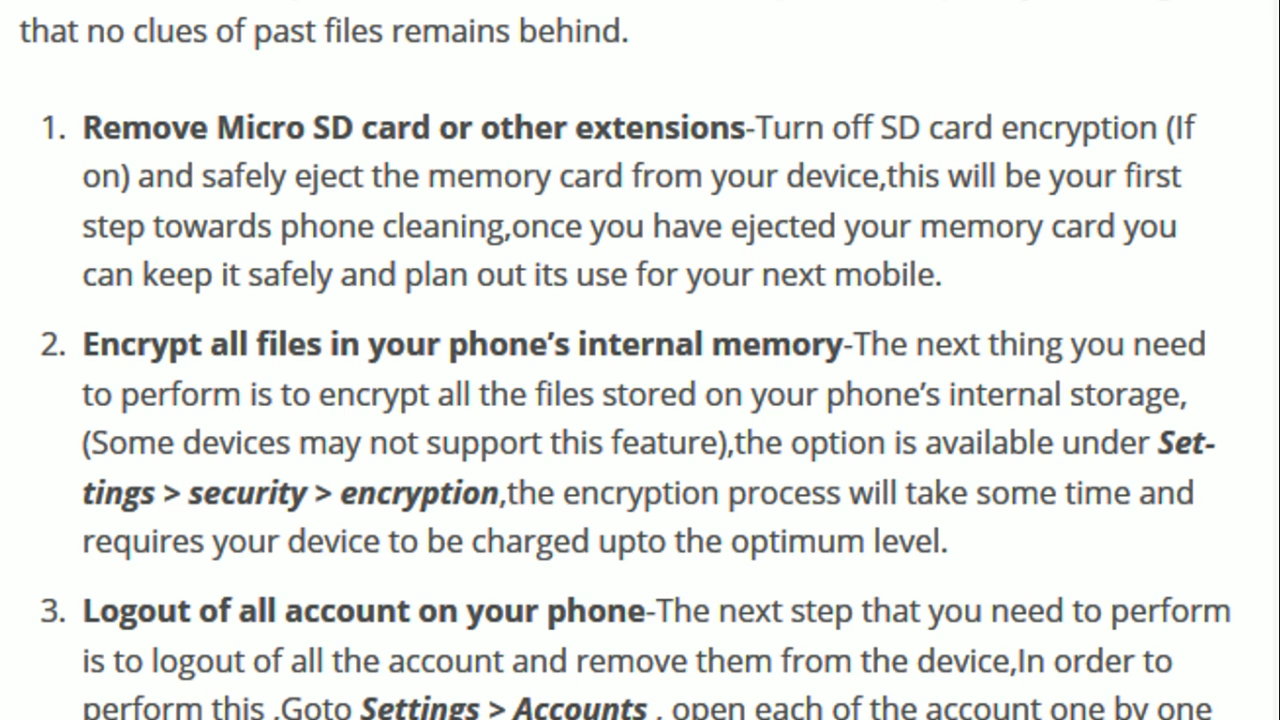 that no clues of past files remains behind.
1. Remove Micro SD card or other extensions-Turn off SD card encryption (If
on) and safely eject the memory card from your device,this will be your first
step towards phone cleaning,once you have ejected your memory card you
can keep it safely and plan out its use for your next mobile.
2. Encrypt all files in your phone’s internal memory-The next thing you need
to perform is to encrypt all the files stored on your phone’s internal storage,
(Some devices may not support this feature),the option is available under Set-
tings > security > encryption,the encryption process will take some time and
requires your device to be charged upto the optimum level.
3. Logout of all account on your phone-The next step that you need to perform
is to logout of all the account and remove them from the device,In order to
perform this ,Goto Settings > Accounts , open each of the account one by one